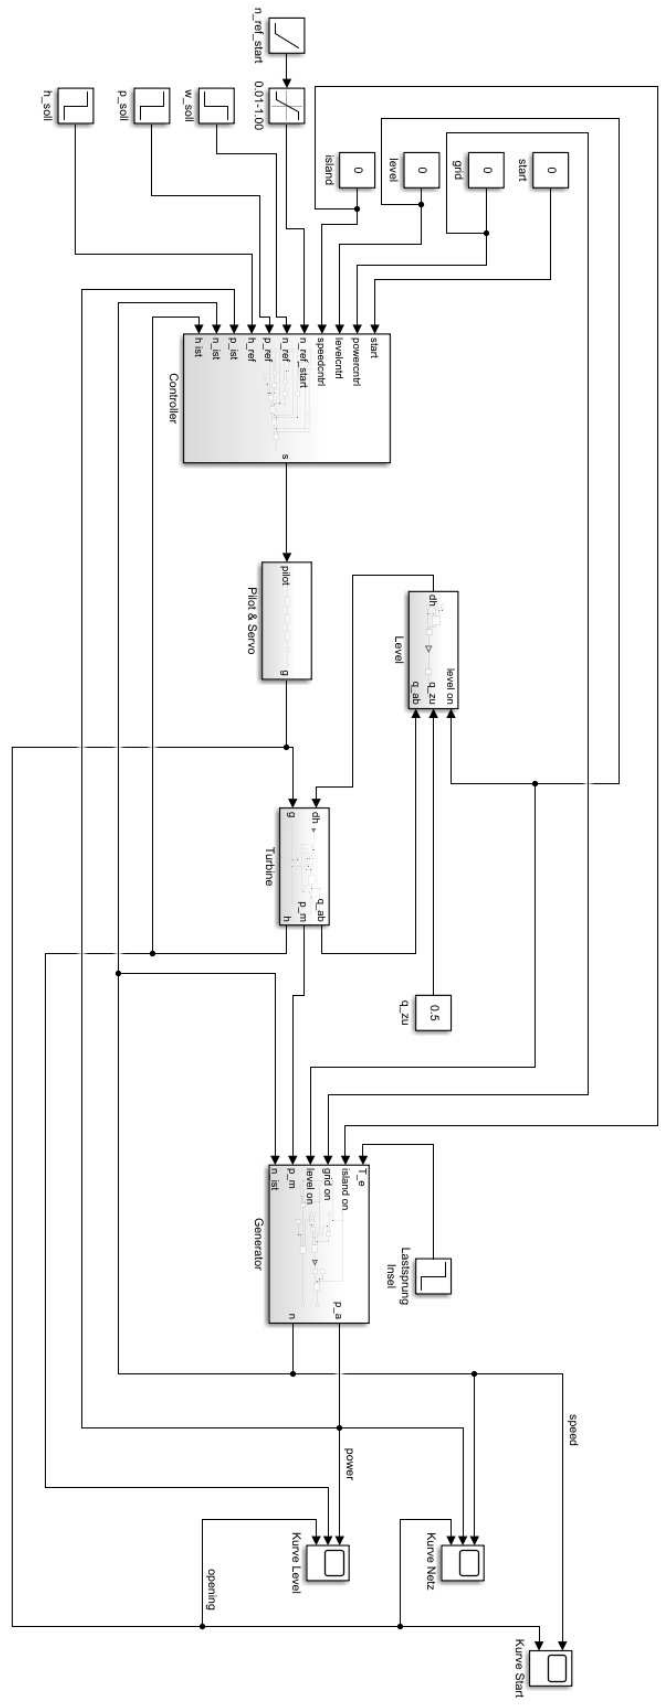 start
0
grid
0
level
0
island
0
n_ref_start
0.01-1.00
w_soll
p_soll
h_soll
start
powercntrl
levelcntrl
speedcntrl
n_ref_start
n_ref
p_ref
h_ref
p_ist
n_ist
h ist
s
Controller
pilot
g
Pilot & Servo
level on
q_zu
q_ab
dh
Level
dh
g
q_ab
p_m
h
Turbine
0.5
q_zu
Lastsprung
Insel
T_e
island on
grid on
level on
p_m
n_ist
p_a
n
Generator
speed
power
opening
Kurve Level
Kurve Netz
Kurve Start